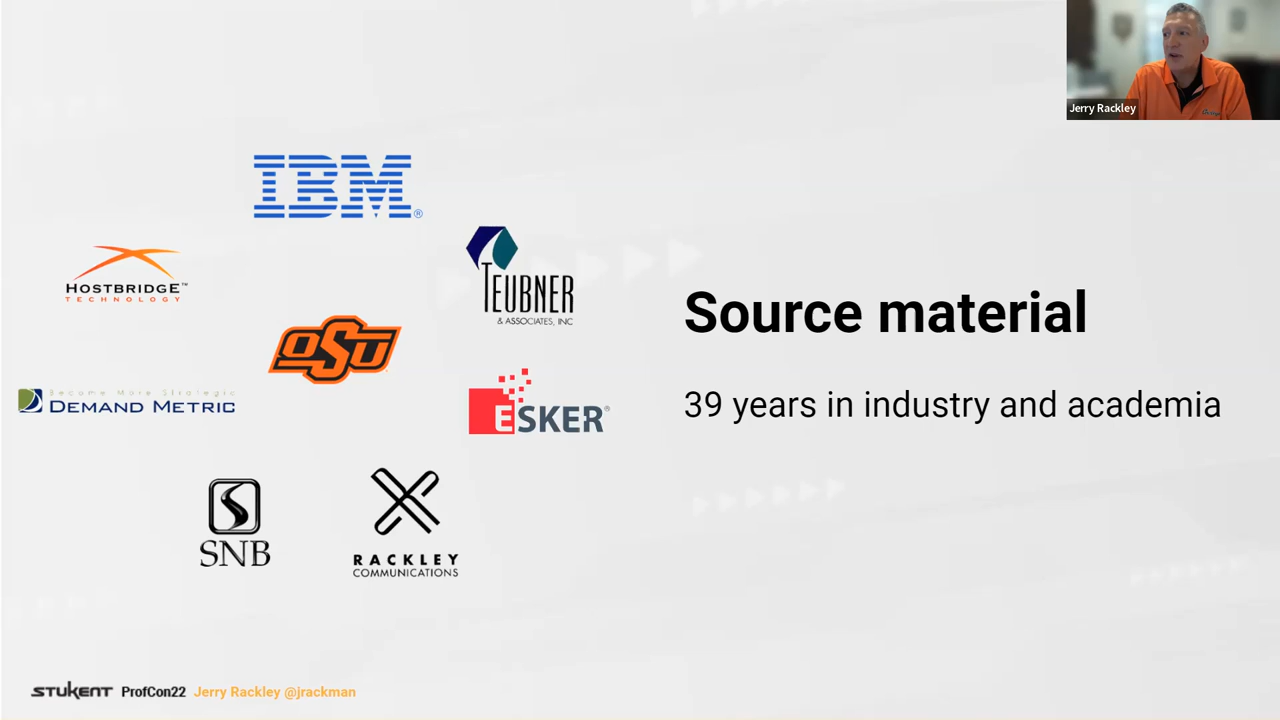 Jerry Rackley
IBM®
HOSTBRIDGE™
TECHNOLOGY
TEUBNER
& ASSOCIATES, INC
OSU
Become More Strategic
DEMAND METRIC
ESKER®
SNB
RACKLEY
COMMUNICATIONS
Source material
39 years in industry and academia
STUKENT ProfCon22 Jerry Rackley @jrackman